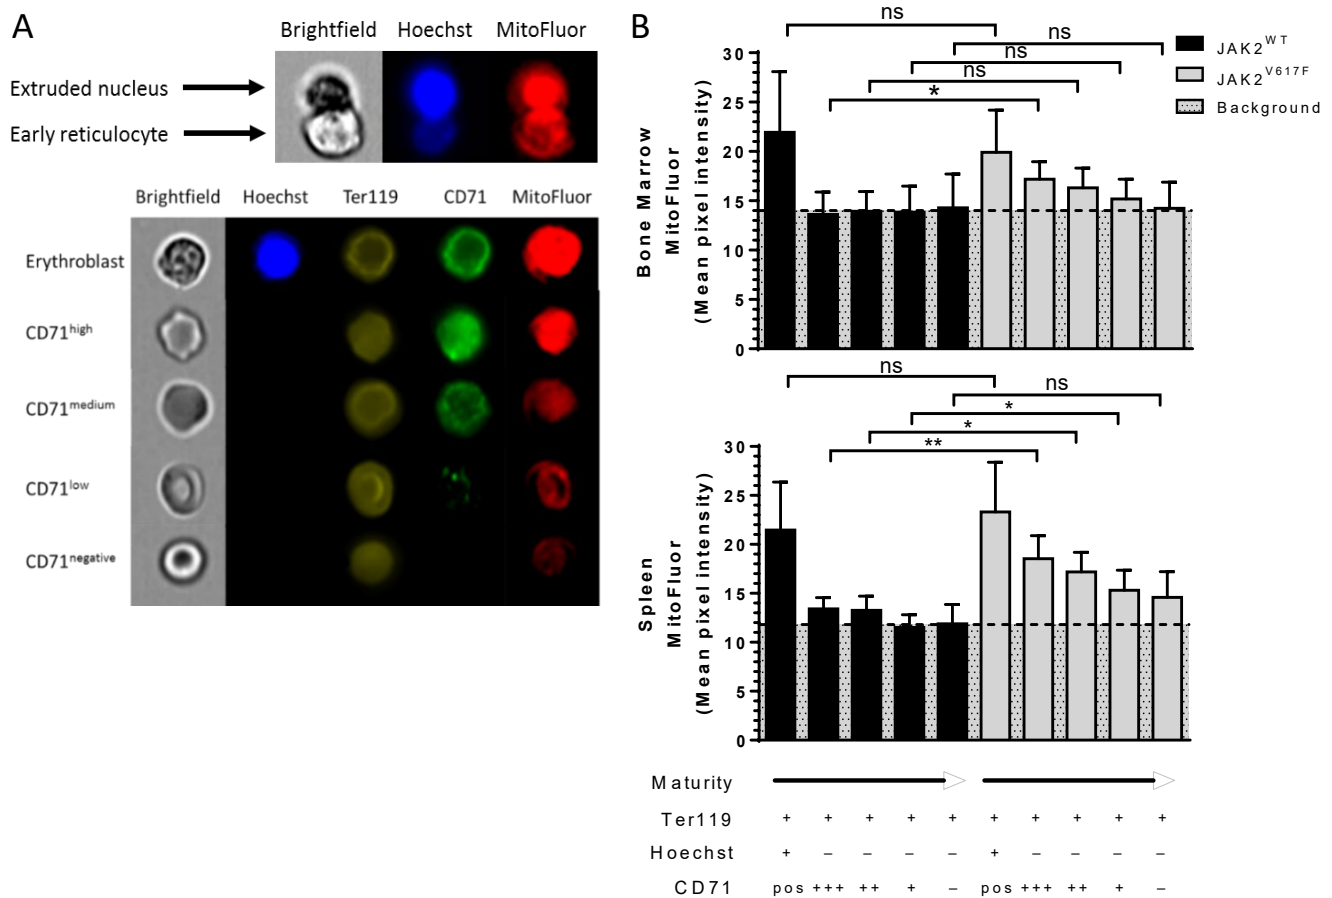 A
Brightfield Hoechst MitoFluor
Extruded nucleus
Early reticulocyte
Brightfield Hoechst Ter119 CD71 MitoFluor
Erythroblast
CD71high
CD71medium
CD71low
CD71negative
B
ns
ns
ns
ns
*
JAK2WT
JAK2V617F
Background
Bone Marrow
MitoFluor
(Mean pixel intensity)
30
25
20
15
10
5
0
ns
ns
*
*
**
Spleen
MitoFluor
(Mean pixel intensity)
30
25
20
15
10
5
0
Maturity
Ter119 + + + + + + + + + +
Hoechst + – – – – + – – – –
CD71 pos +++ ++ + – pos +++ ++ + –